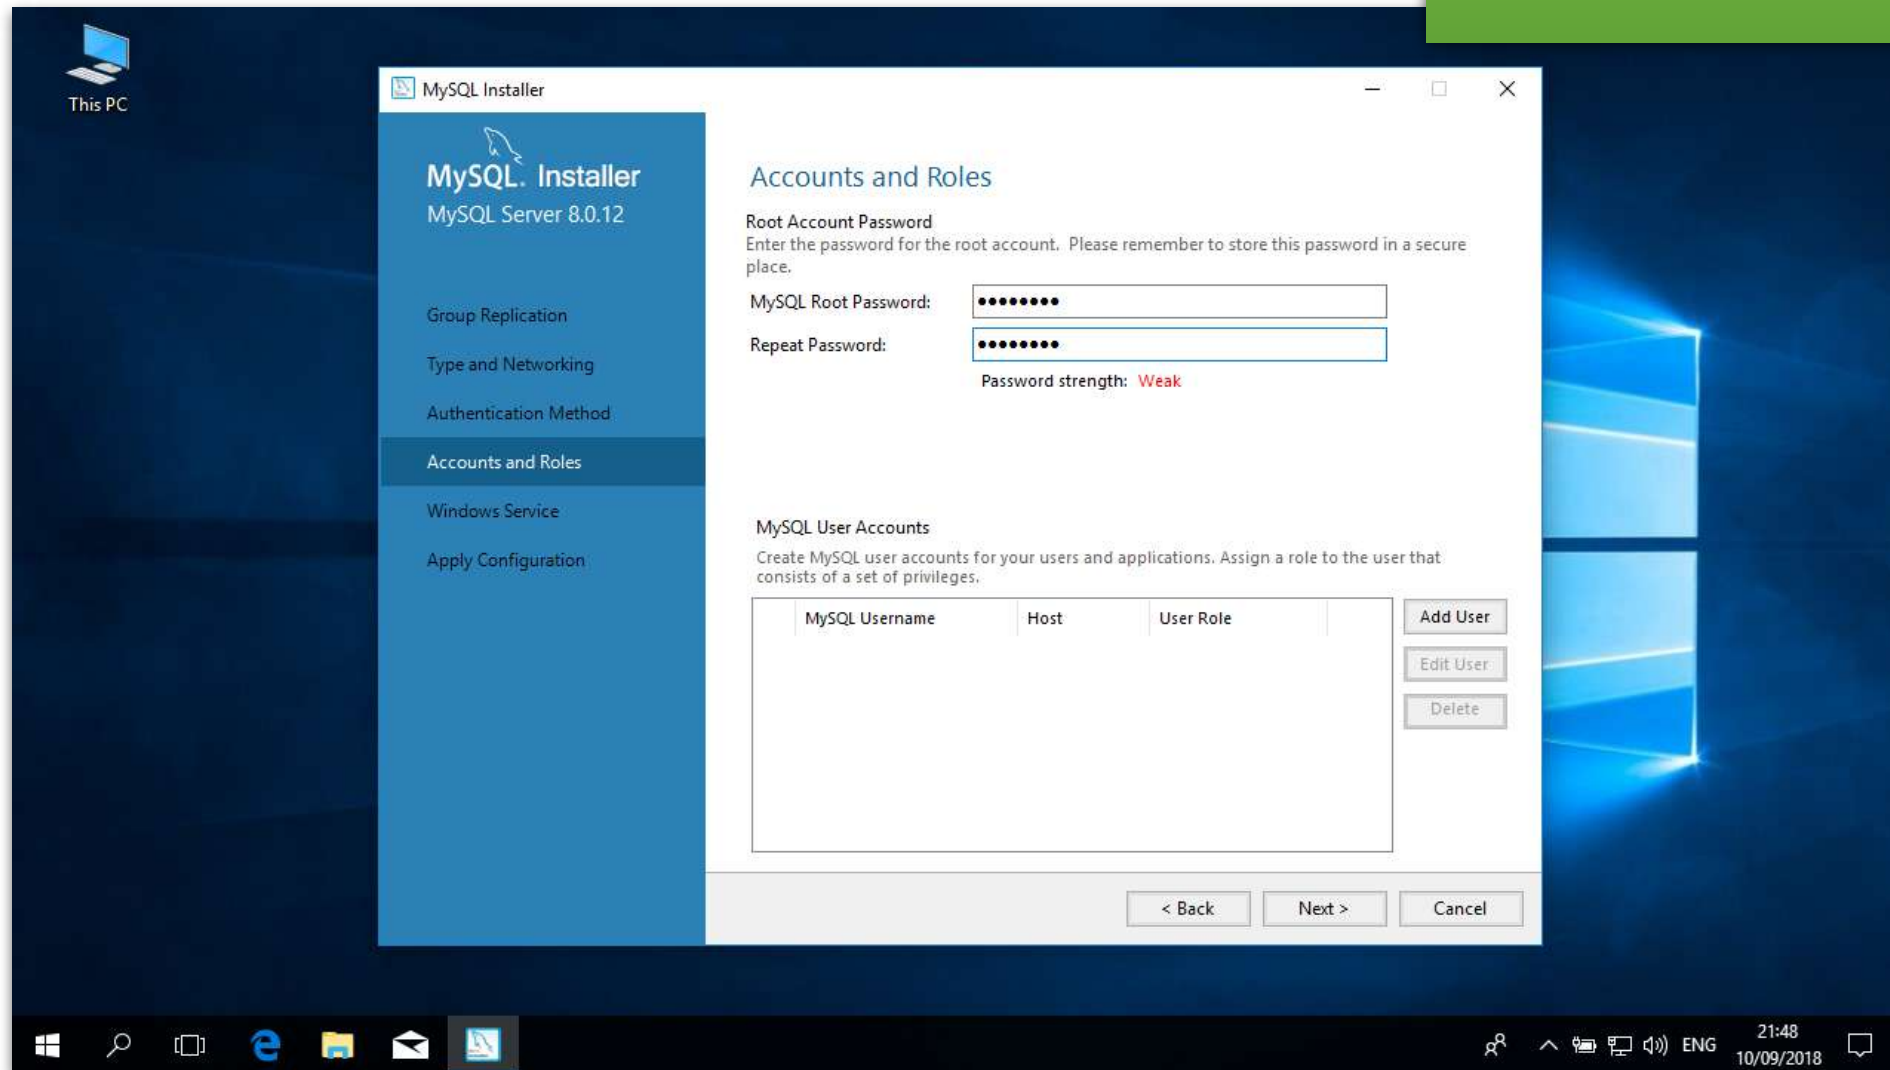 This PC
MySQL Installer
MySQL. Installer
MySQL Server 8.0.12
Group Replication
Type and Networking
Authentication Method
Accounts and Roles
Windows Service
Apply Configuration
Accounts and Roles
Root Account Password
Enter the password for the root account. Please remember to store this password in a secure
place.
MySQL Root Password: ●●●●●●●●
Repeat Password: ●●●●●●●●
Password strength: Weak
MySQL User Accounts
Create MySQL user accounts for your users and applications. Assign a role to the user that
consists of a set of privileges.
MySQL Username Host User Role
Add User
Edit User
Delete
< Back Next > Cancel
ENG
21:48
10/09/2018